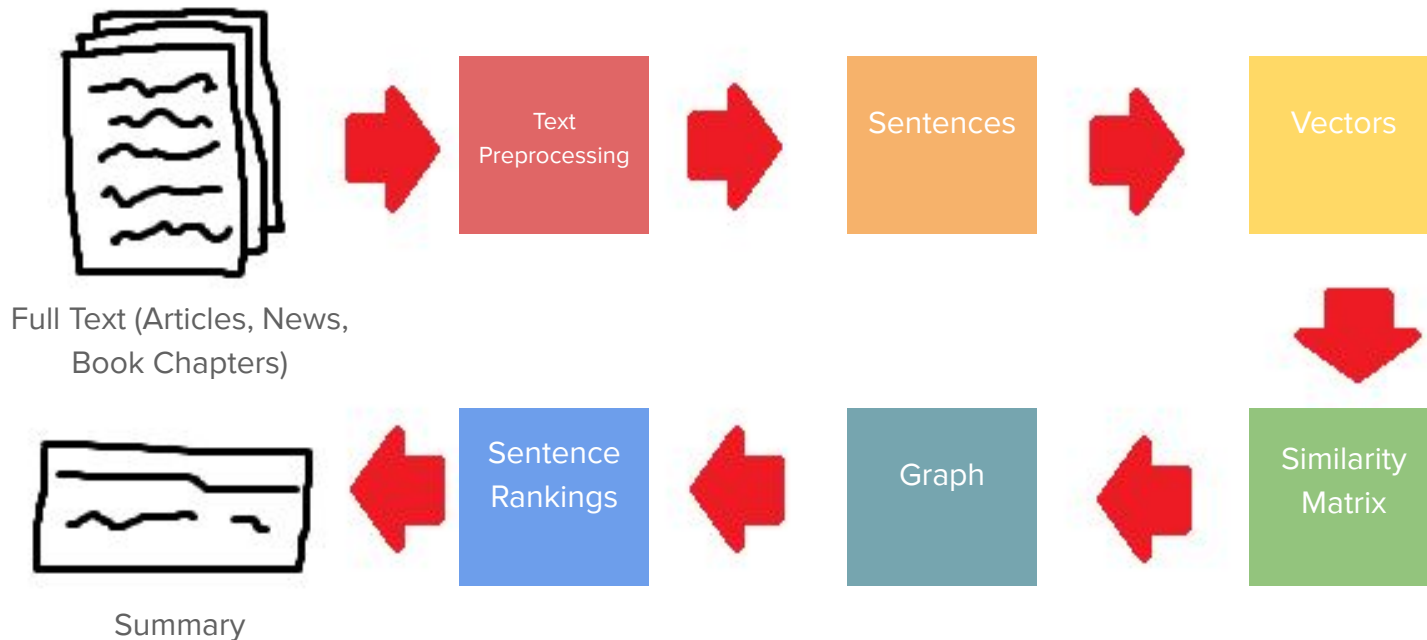 Full Text (Articles, News,
Book Chapters)
Text
Preprocessing
Sentences
Vectors
Similarity
Matrix
Graph
Sentence
Rankings
Summary